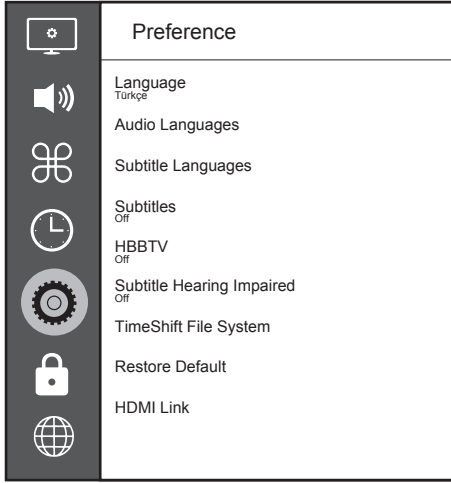 Preference
Language
Türkçe
Audio Languages
Subtitle Languages
Subtitles
Off
HBBTV
Off
Subtitle Hearing Impaired
Off
TimeShift File System
Restore Default
HDMI Link